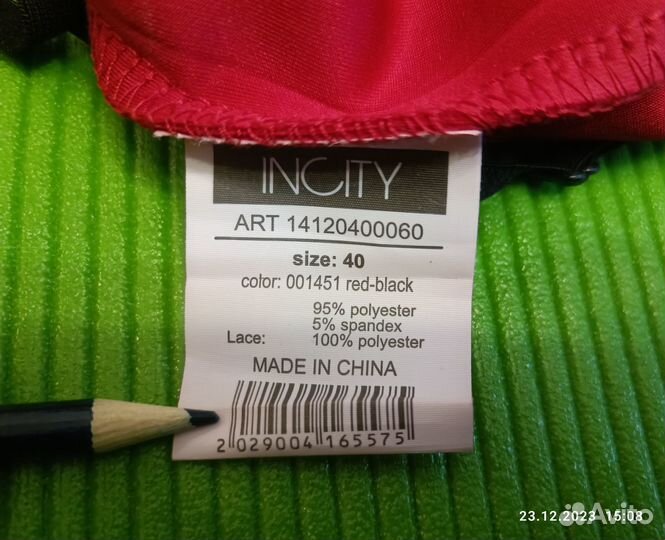 INCITY
ART 14120400060
size: 40
color: 001451 red-black
95% polyester
5% spandex
Lace: 100% polyester
MADE IN CHINA
2 029004 165575
23.12.2023 15:08
Avito